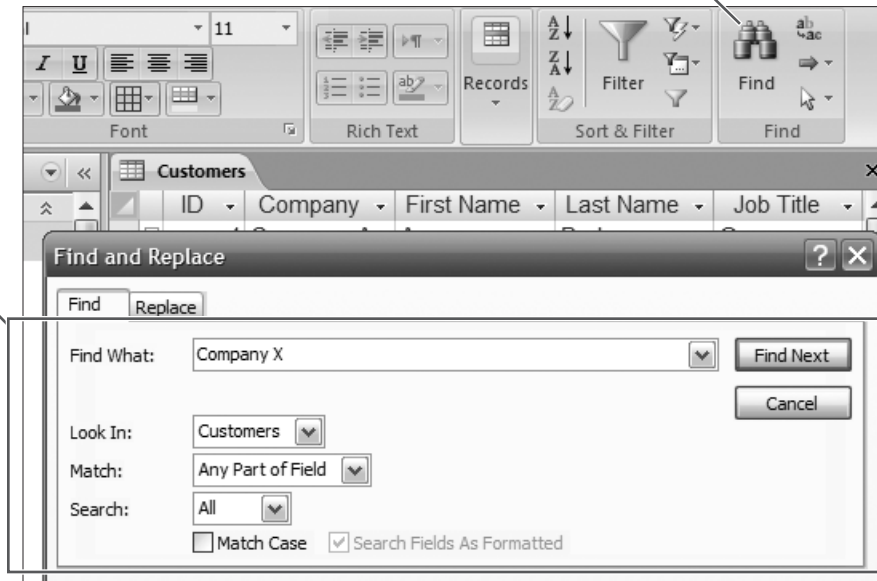 11
I U
Records
Filter
Find
ab
ac
A
Z
Z
A
A
Z
Font
Rich Text
Sort & Filter
Find
Customers
ID Company First Name Last Name Job Title
Find and Replace
Find Replace
Find What: Company X Find Next
Cancel
Look In: Customers
Match: Any Part of Field
Search: All
Match Case Search Fields As Formatted